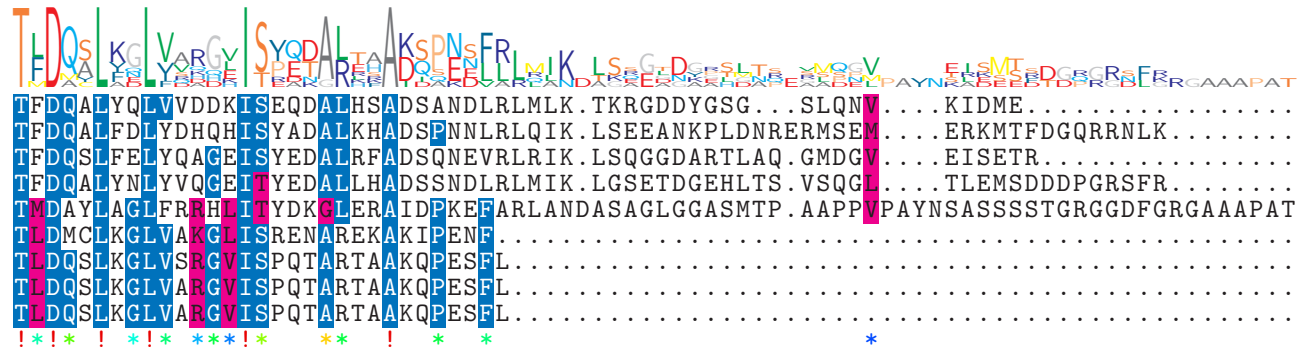 TFDQALYQLVVDDKISEQDALHSADSANDLRLMLK.TKRGDDYGSG...SLQNV....KIDME.................
TFDQALFDLYDHQHISYADALKHADSPNNLRLQIK.LSEEANKPLDNRERMSEM....ERKMTFDGQRRNLK........
TFDQSLFELYQAGEISYEDALRFADSQNEVRLRIK.LSQGGDARTLAQ.GMDGV....EISETR................
TFDQALYNLYVQGEITYEDALLHADSSNDLRLMIK.LGSETDGEHLTS.VSQGL....TLEMSDDDPGRSFR........
TMDAYLAGLFRRHLITYDKGLERAIDPKEFARLANDASAGLGGASMTP.AAPPVPAYNSASSSSTGRGGDFGRGAAAPAT
TLDMCLKGLVAKGLISRENAREKAKIPENF..................................................
TLDQSLKGLVSRGVISPQTARTAAKQPESFL.................................................
TLDQSLKGLVARGVISPQTARTAAKQPESFL.................................................
TLDQSLKGLVARGVISPQTARTAAKQPESFL.................................................
!*!* ! *!* ***!*   **  !  *  *                       *